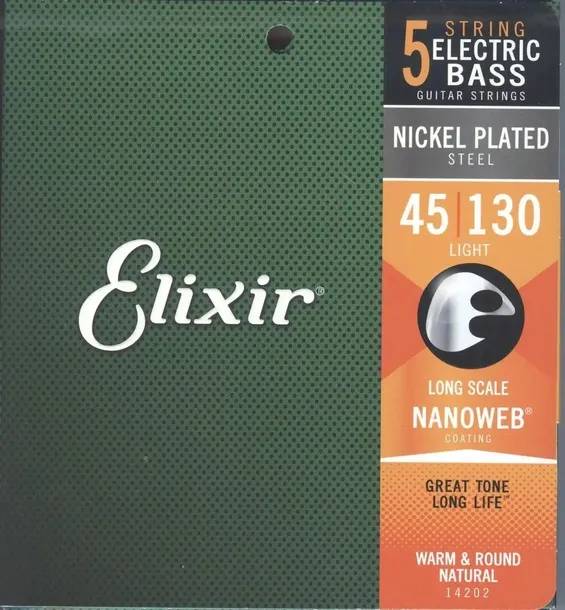 Elixir®
5 STRING
ELECTRIC
BASS
GUITAR STRINGS
NICKEL PLATED
STEEL
45|130
LIGHT
LONG SCALE
NANOWEB®
COATING
GREAT TONE
LONG LIFE™
WARM & ROUND
NATURAL
14202